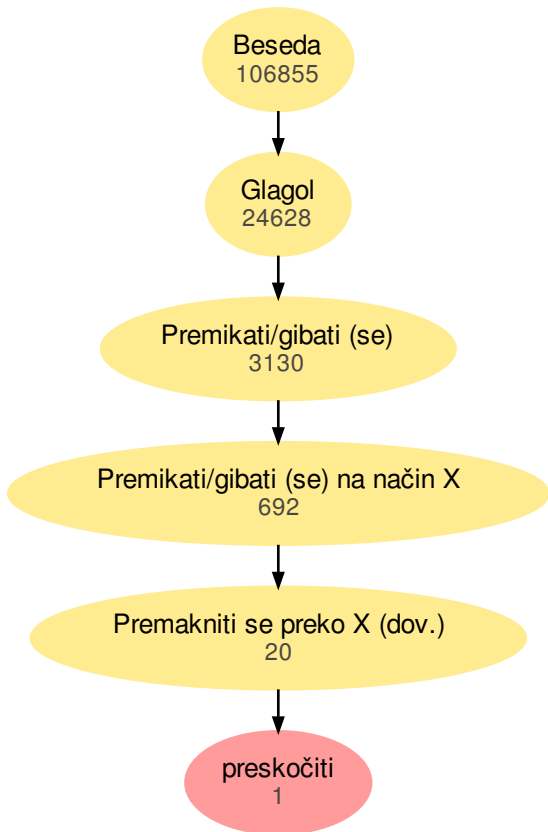 Beseda
106855
Glagol
24628
Premikati/gibati (se)
3130
Premikati/gibati (se) na način X
692
Premakniti se preko X (dov.)
20
preskočiti
1